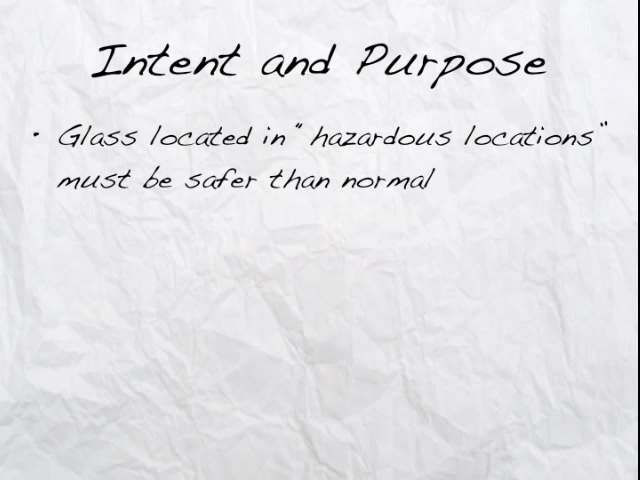 Intent and Purpose
• Glass located in "hazardous locations"
must be safer than normal